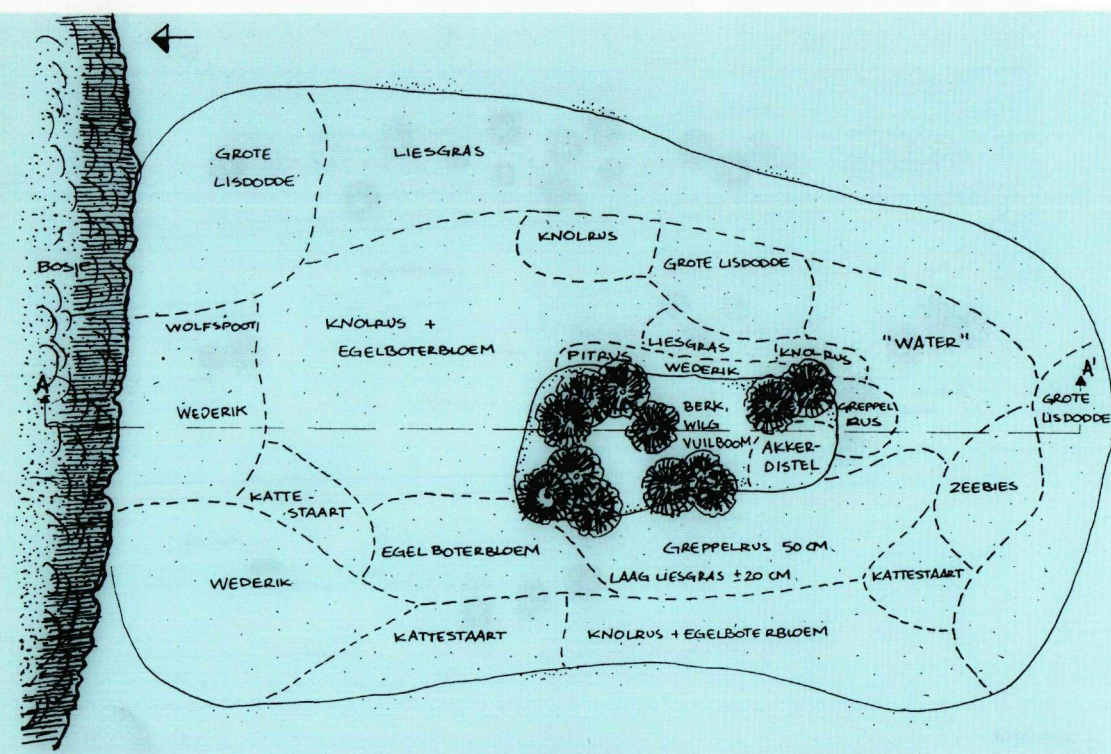 GROTE
LISDODDE
LIESGRAS
KNOLRUS
GROTE LISDODDE
BOSJE
WOLFSPOOT
KNOLRUS +
EGELBOTERBLOEM
LIESGRAS
"WATER"
PITRUS
WEDERIK
KNOLRUS
A
A'
WEDERIK
BERK,
WILG
VUILBOOM
GREPPEL
RUS
GROTE
LISDODDE
AKKER-
DISTEL
KATTE-
STAART
ZEEBIES
EGELBOTERBLOEM
GREPPELRUS 50 CM.
WEDERIK
LAAG LIESGRAS ±20 CM.
KATTESTAART
KATTESTAART
KNOLRUS + EGELBOTERBLOEM